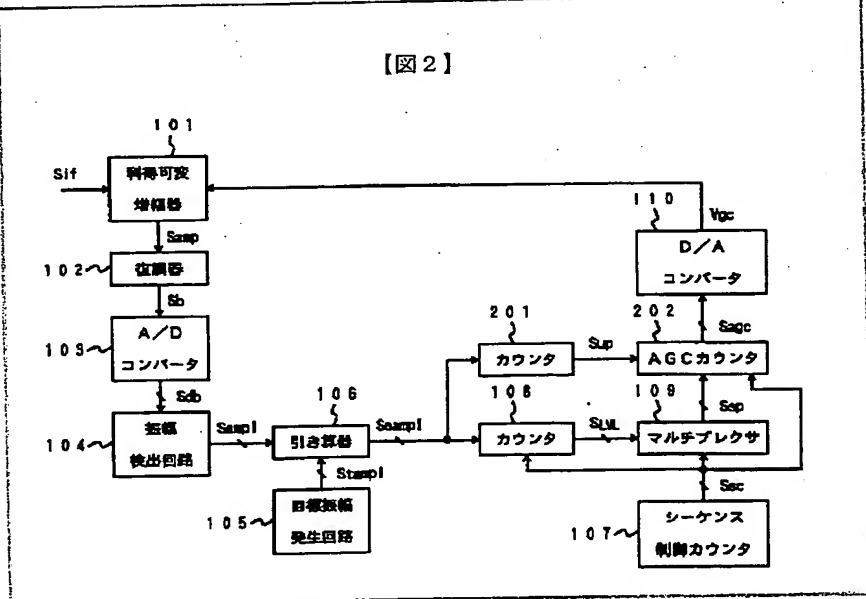 【図2】
101
Sif
利得可変
増幅器
110
Vgc
Samp
D/A
コンバータ
102
復調器
Sb
103
A/D
コンバータ
201
202
Sagc
カウンタ
Sup
AGCカウンタ
Sdb
106
108
109
Ssp
104
振幅
検出回路
Sampl
引き算器
Seampl
カウンタ
SLVL
マルチプレクサ
Stampl
105
目標振幅
発生回路
Ssc
107
シーケンス
制御カウンタ